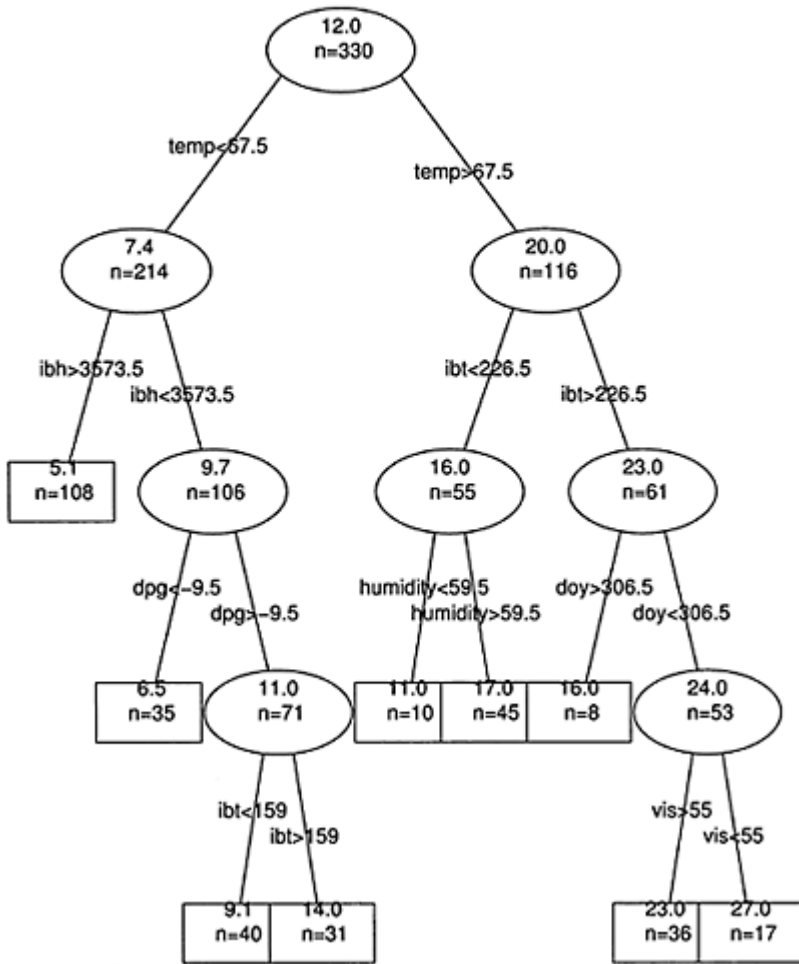 12.0
n=330
temp<67.5
temp>67.5
7.4
n=214
20.0
n=116
ibh>3573.5
ibh<3573.5
ibt<226.5
ibt>226.5
5.1
n=108
9.7
n=106
16.0
n=55
23.0
n=61
dpg<-9.5
dpg>-9.5
humidity<59.5
humidity>59.5
doy>306.5
doy<306.5
6.5
n=35
11.0
n=71
11.0
n=10
17.0
n=45
16.0
n=8
24.0
n=53
ibt<159
ibt>159
vis>55
vis<55
9.1
n=40
14.0
n=31
23.0
n=36
27.0
n=17